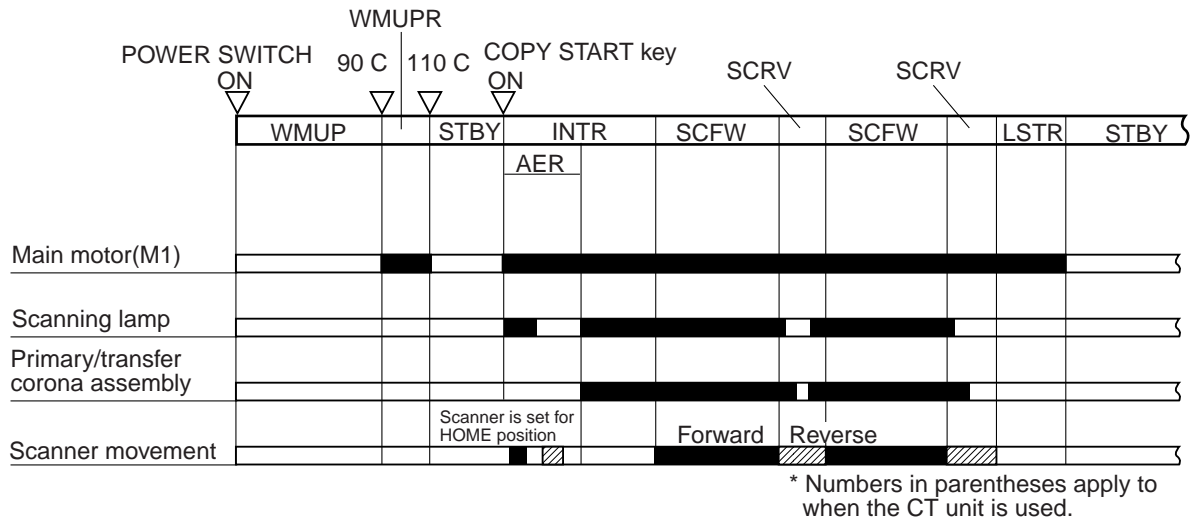 WMUPR
POWER SWITCH
ON
90 C
110 C
COPY START key
ON
SCRV
SCRV
WMUP
STBY
INTR
SCFW
SCFW
LSTR
STBY
AER
Main motor(M1)
Scanning lamp
Primary/transfer
corona assembly
Scanner is set for
HOME position
Scanner movement
Forward
Reverse
* Numbers in parentheses apply to
when the CT unit is used.